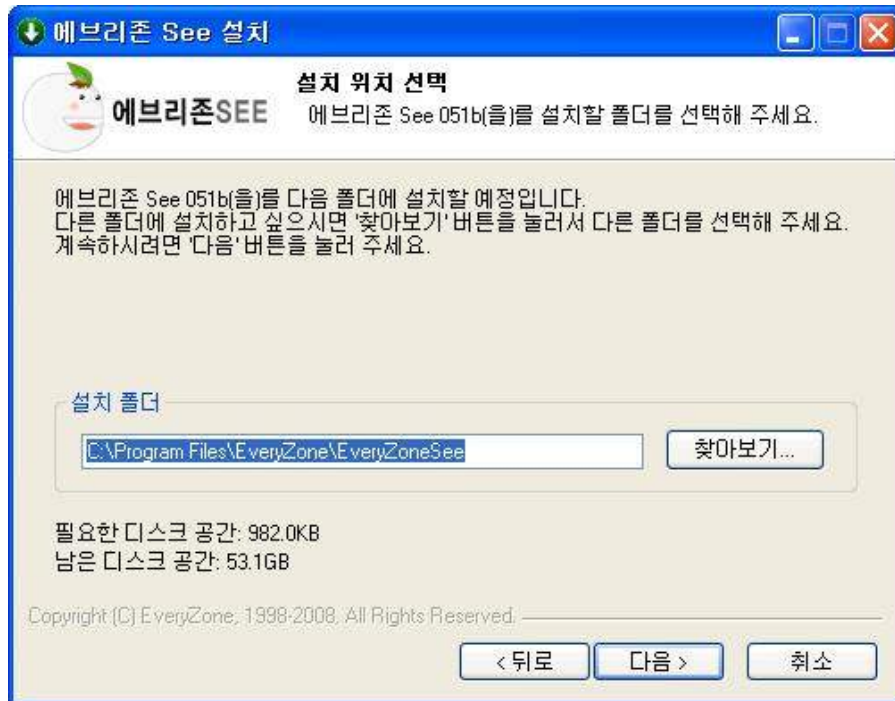 에브리존 See 설치
에브리존SEE
설치 위치 선택
에브리존 See 051b(을)를 설치할 폴더를 선택해 주세요.
에브리존 See 051b(을)를 다음 폴더에 설치할 예정입니다.
다른 폴더에 설치하고 싶으시면 '찾아보기' 버튼을 눌러서 다른 폴더를 선택해 주세요.
계속하시려면 '다음' 버튼을 눌러 주세요.
설치 폴더
C:\Program Files\EveryZone\EveryZoneSee
찾아보기...
필요한 디스크 공간: 982.0KB
남은 디스크 공간: 53.1GB
Copyright (C) EveryZone, 1998-2008, All Rights Reserved.
< 뒤로
다음 >
취소